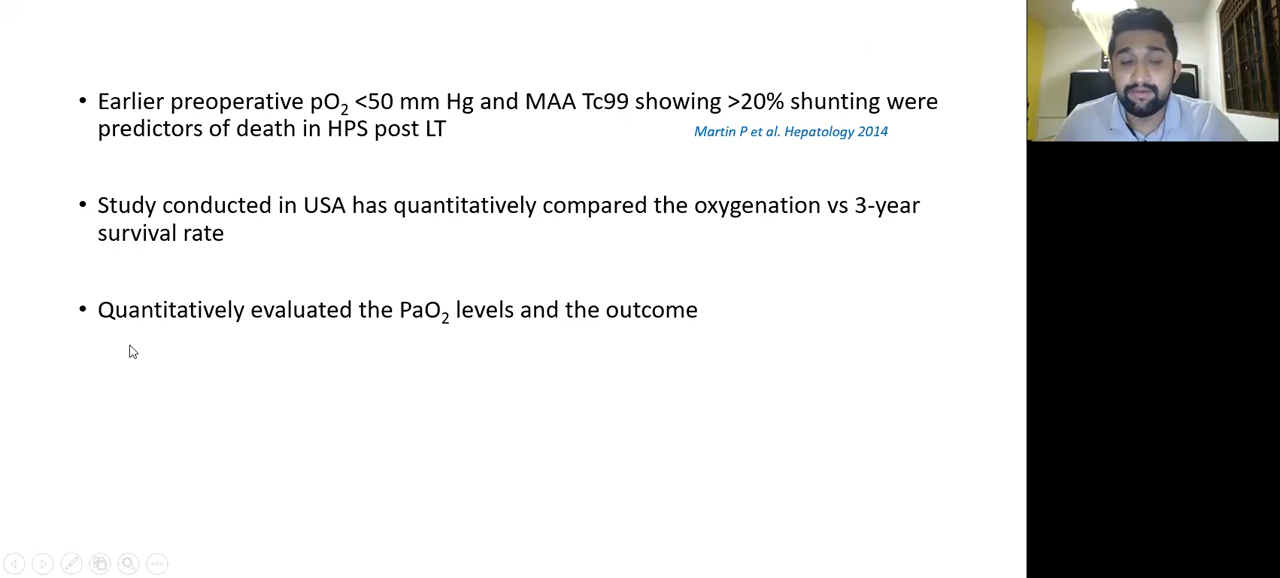 • Earlier preoperative pO₂ <50 mm Hg and MAA Tc99 showing >20% shunting were
predictors of death in HPS post LT
Martin P et al. Hepatology 2014
• Study conducted in USA has quantitatively compared the oxygenation vs 3-year
survival rate
• Quantitatively evaluated the PaO₂ levels and the outcome